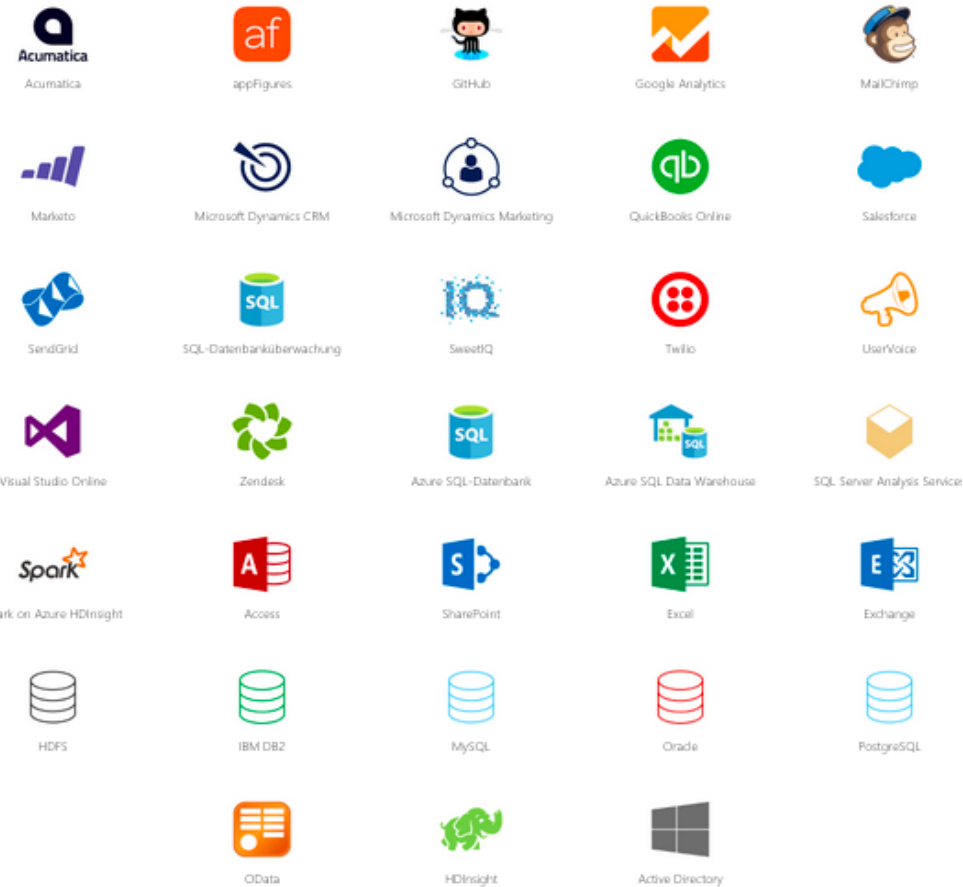 Acumatica
af
Acumatica
appFigures
GitHub
Google Analytics
MailChimp
qb
Marketo
Microsoft Dynamics CRM
Microsoft Dynamics Marketing
QuickBooks Online
Salesforce
SQL
IQ
SendGrid
SQL-Datenbanküberwachung
SweetIQ
Twilio
UserVoice
SQL
SQL
Visual Studio Online
Zendesk
Azure SQL-Datenbank
Azure SQL Data Warehouse
SQL Server Analysis Services
Spark
A
S
X
E
ark on Azure HDInsight
Access
SharePoint
Excel
Exchange
HDFS
IBM DB2
MySQL
Oracle
PostgreSQL
OData
HDInsight
Active Directory